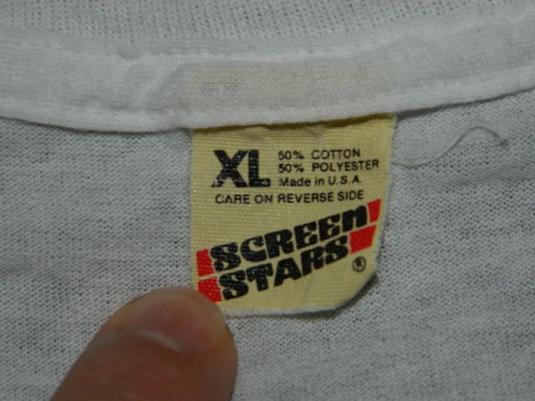 XL 50% COTTON
50% POLYESTER
Made in U.S.A.
CARE ON REVERSE SIDE
SCREEN
STARS ®